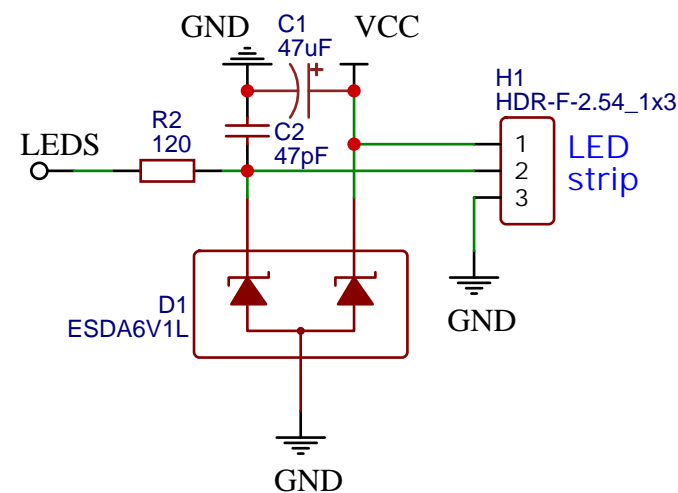 GND
C1
47uF
VCC
H1
HDR-F-2.54_1x3
R2
120
C2
47pF
LEDS
1
2
3
LED
strip
D1
ESDA6V1L
GND
GND